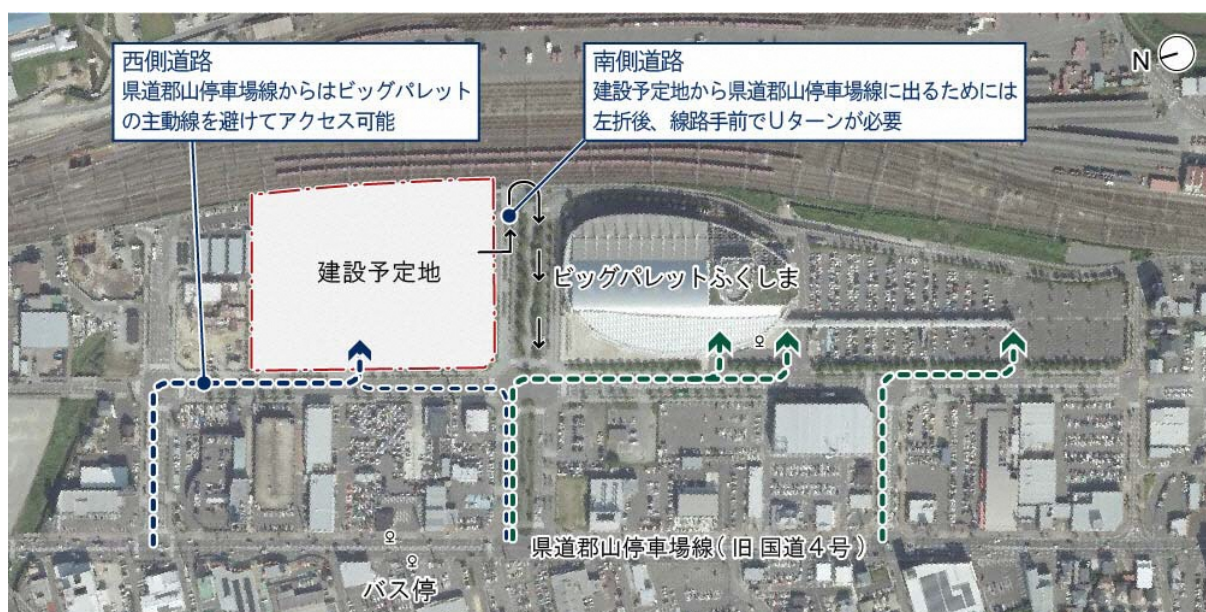 西側道路
県道郡山停車場線からはビッグパレット
の主動線を避けてアクセス可能
南側道路
建設予定地から県道郡山停車場線に出るためには
左折後、線路手前でUターンが必要
N
建設予定地
ビッグパレットふくしま
県道郡山停車場線(旧国道4号)
バス停